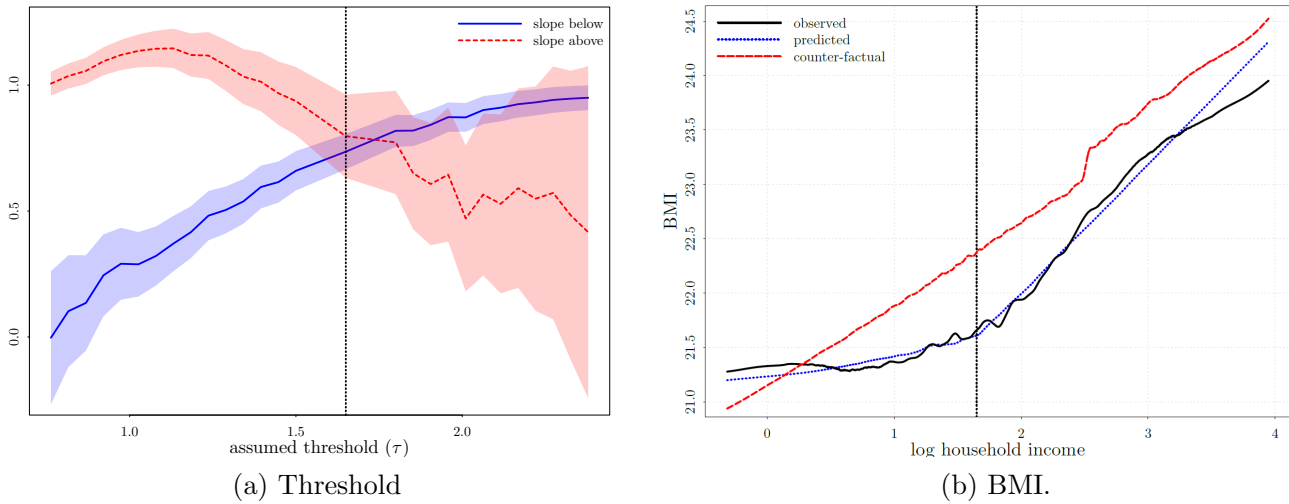 slope below
slope above
1.0
0.5
0.0
1.0
1.5
2.0
assumed threshold (τ)
(a) Threshold
observed
predicted
counter-factual
BMI
24.5
24.0
23.5
23.0
22.5
22.0
21.5
21.0
0
1
2
3
4
log household income
(b) BMI.